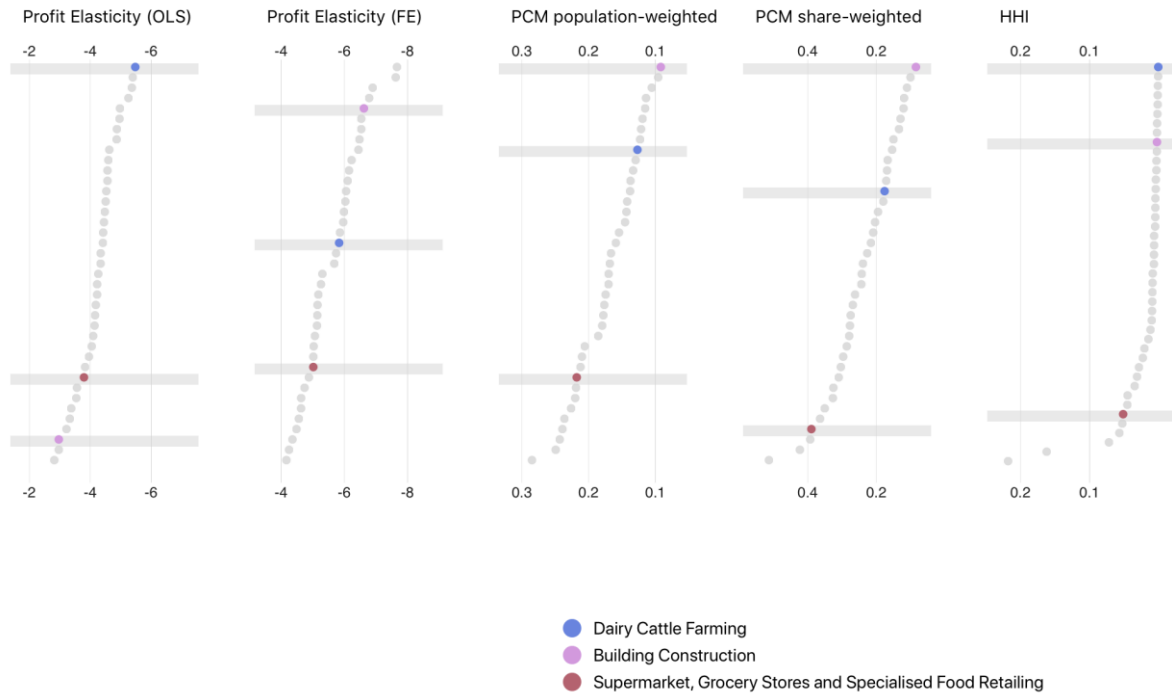 Profit Elasticity (OLS) Profit Elasticity (FE) PCM population-weighted PCM share-weighted HHI
-2 -4 -6 -4 -6 -8 0.3 0.2 0.1 0.4 0.2 0.2 0.1
-2 -4 -6 -4 -6 -8 0.3 0.2 0.1 0.4 0.2 0.2 0.1
Dairy Cattle Farming
Building Construction
Supermarket, Grocery Stores and Specialised Food Retailing